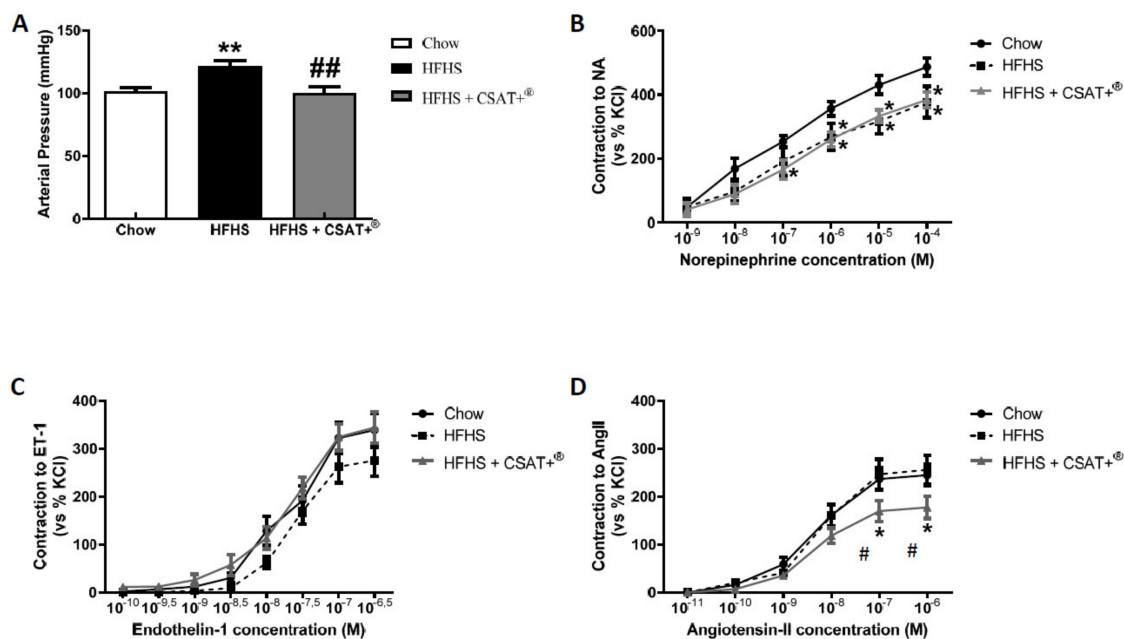 A
Arterial Pressure (mmHg)
150
100
50
0
**
##
Chow
HFHS
HFHS + CSAT+®
Chow
HFHS
HFHS + CSAT+®
B
Contraction to NA
(vs % KCl)
600
400
200
0
10-9
10-8
10-7
10-6
10-5
10-4
Norepinephrine concentration (M)
*
*
*
*
*
*
*
Chow
HFHS
HFHS + CSAT+®
C
Contraction to ET-1
(vs % KCl)
400
300
200
100
0
10-10
10-9,5
10-9
10-8,5
10-8
10-7,5
10-7
10-6,5
Endothelin-1 concentration (M)
Chow
HFHS
HFHS + CSAT+®
D
Contraction to AngII
(vs % KCl)
400
300
200
100
0
10-11
10-10
10-9
10-8
10-7
10-6
Angiotensin-II concentration (M)
*
*
#
#
Chow
HFHS
HFHS + CSAT+®